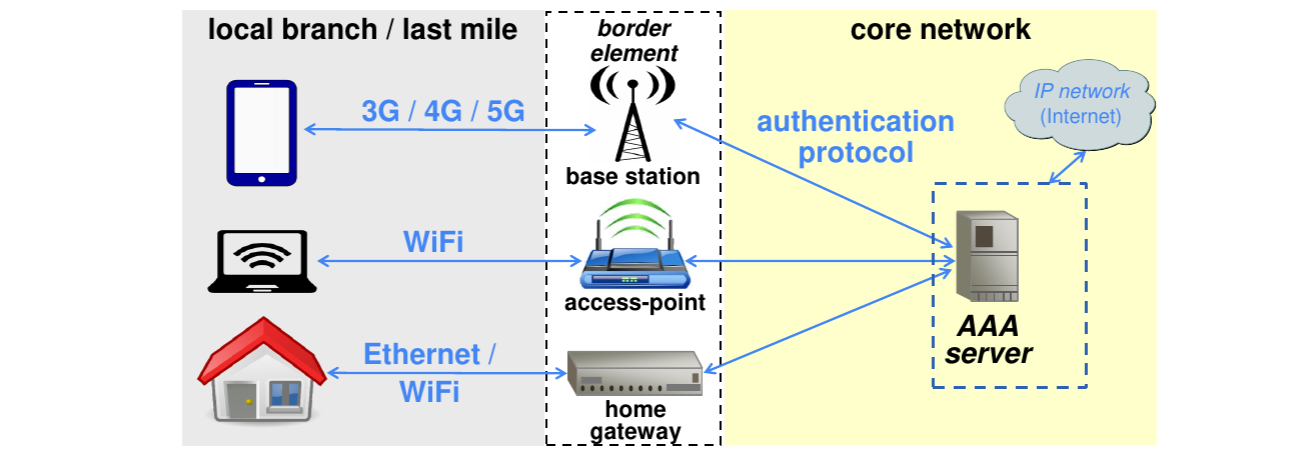 local branch / last mile
border
element
core network
3G / 4G / 5G
base station
authentication
protocol
IP network
(Internet)
WiFi
access-point
AAA
server
Ethernet /
WiFi
home
gateway